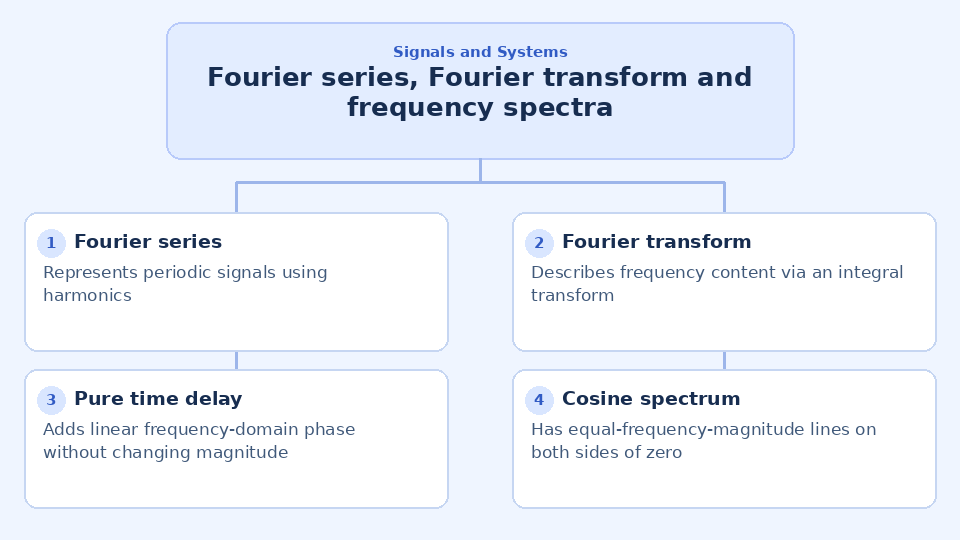 Signals and Systems
Fourier series, Fourier transform and
frequency spectra
1 Fourier series
Represents periodic signals using
harmonics
2 Fourier transform
Describes frequency content via an integral
transform
3 Pure time delay
Adds linear frequency-domain phase
without changing magnitude
4 Cosine spectrum
Has equal-frequency-magnitude lines on
both sides of zero